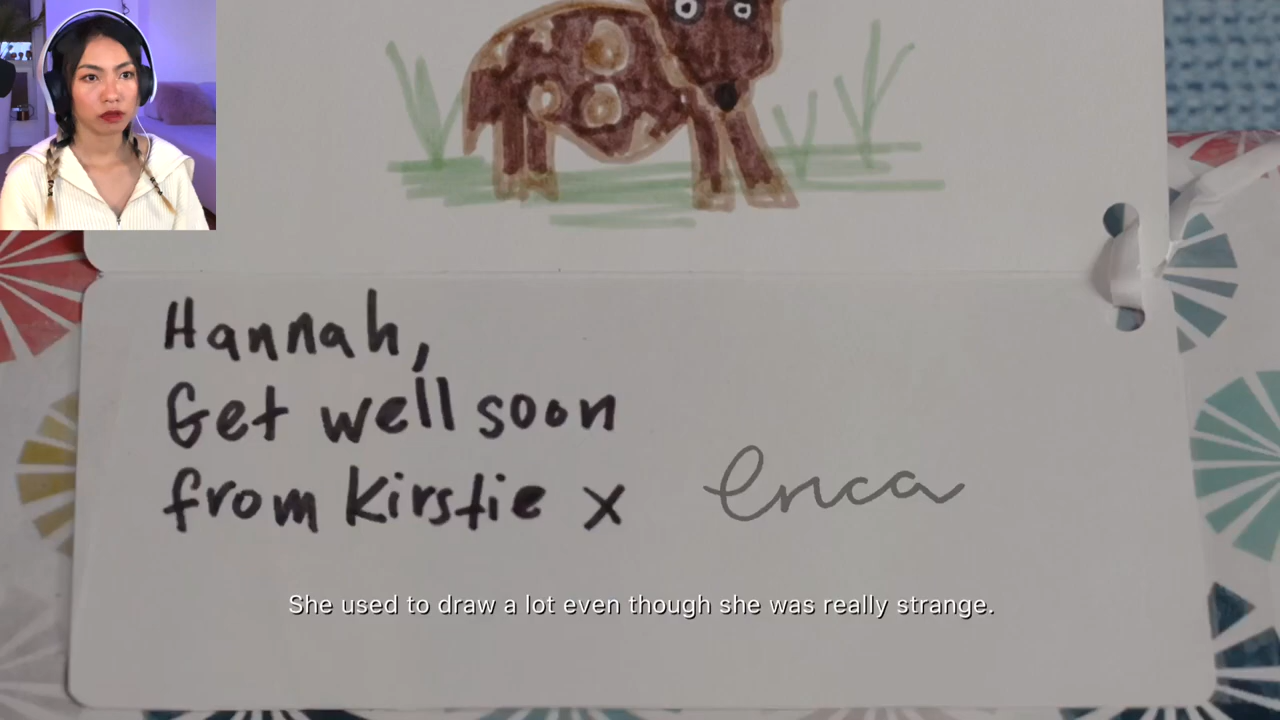 Hannah,
Get well soon
from Kirstie x
erica
She used to draw a lot even though she was really strange.